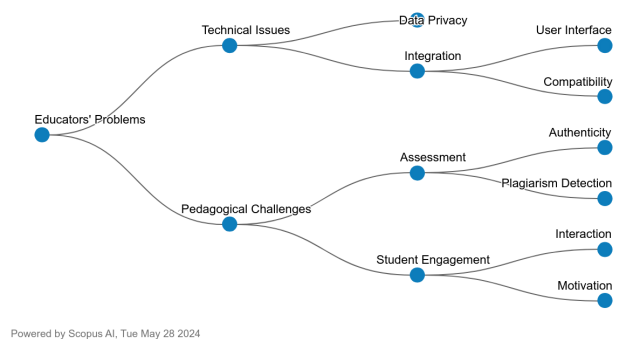 Data Privacy
Technical Issues
User Interface
Integration
Compatibility
Educators' Problems
Authenticity
Assessment
Plagiarism Detection
Pedagogical Challenges
Interaction
Student Engagement
Motivation
Powered by Scopus AI, Tue May 28 2024